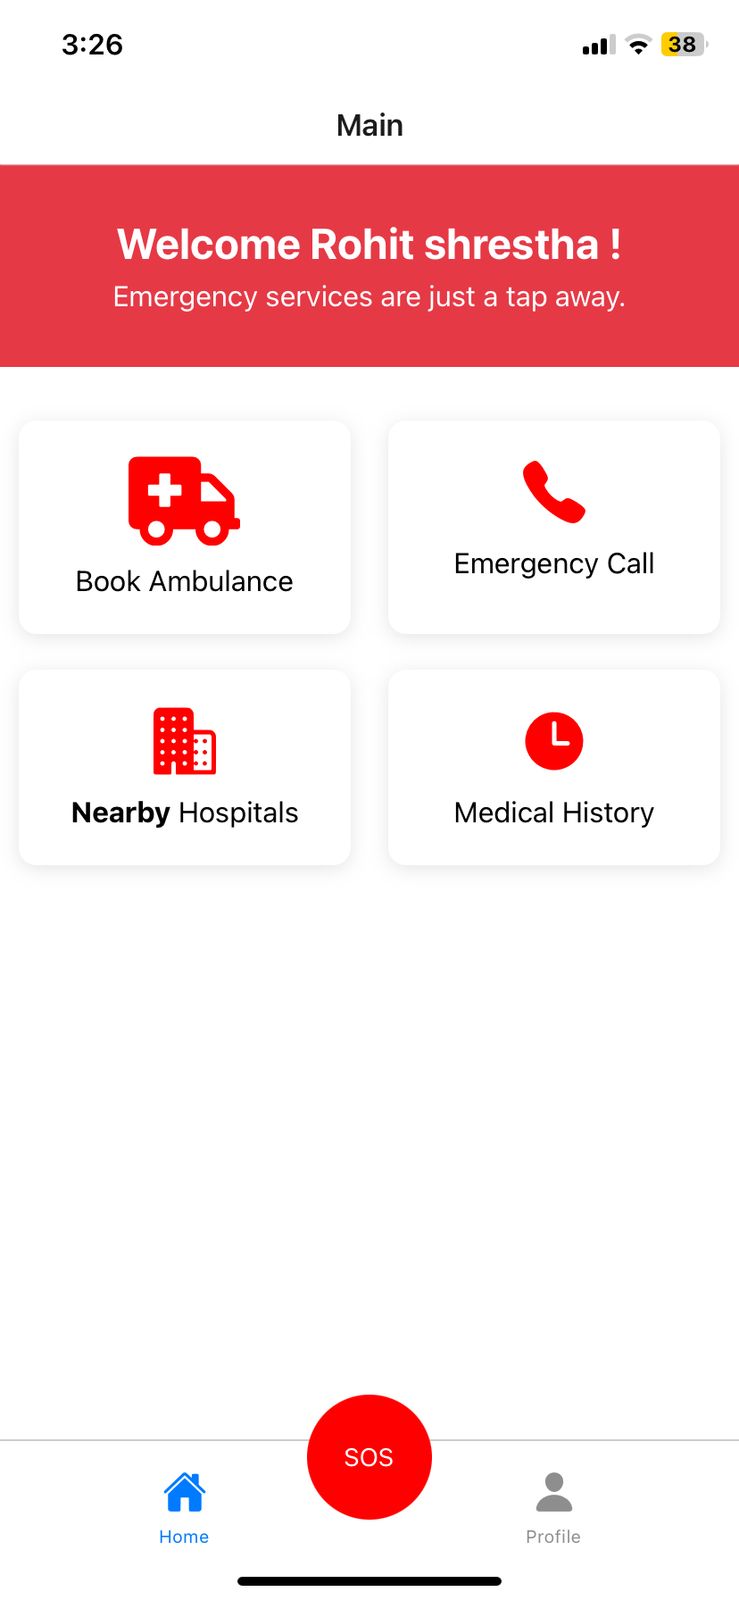 3:26
38
Main
Welcome Rohit shrestha !
Emergency services are just a tap away.
Book Ambulance
Emergency Call
Nearby Hospitals
Medical History
SOS
Home
Profile